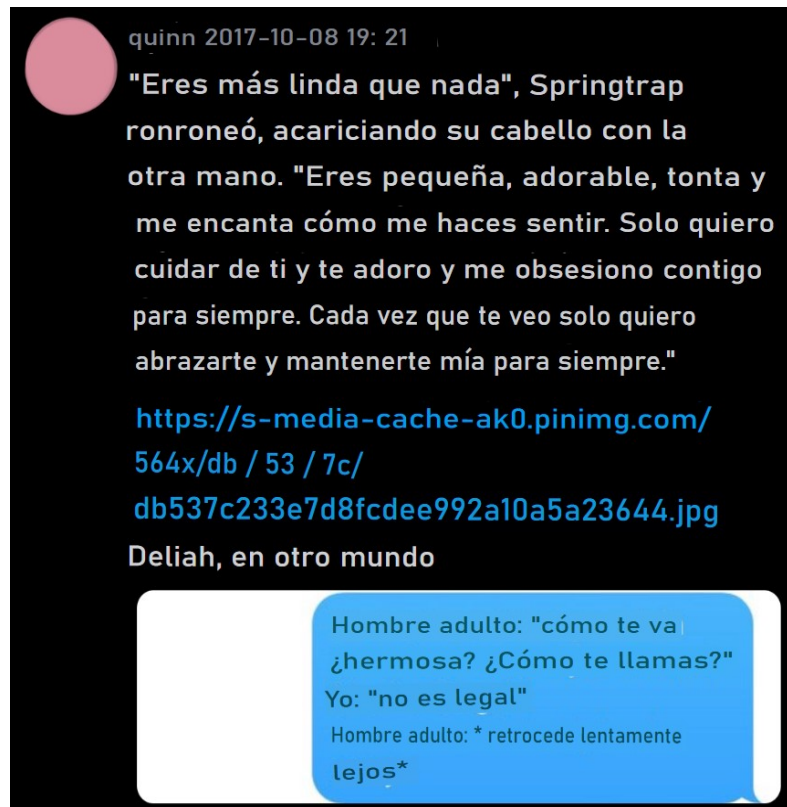 quinn 2017-10-08 19: 21
"Eres más linda que nada", Springtrap
ronroneó, acariciando su cabello con la
otra mano. "Eres pequeña, adorable, tonta y
me encanta cómo me haces sentir. Solo quiero
cuidar de ti y te adoro y me obsesiono contigo
para siempre. Cada vez que te veo solo quiero
abrazarte y mantenerte mía para siempre."
https://s-media-cache-ak0.pinimg.com/
564x/db / 53 / 7c/
db537c233e7d8fcdee992a10a5a23644.jpg
Deliah, en otro mundo
Hombre adulto: "cómo te va
¿hermosa? ¿Cómo te llamas?"
Yo: "no es legal"
Hombre adulto: * retrocede lentamente
lejos*